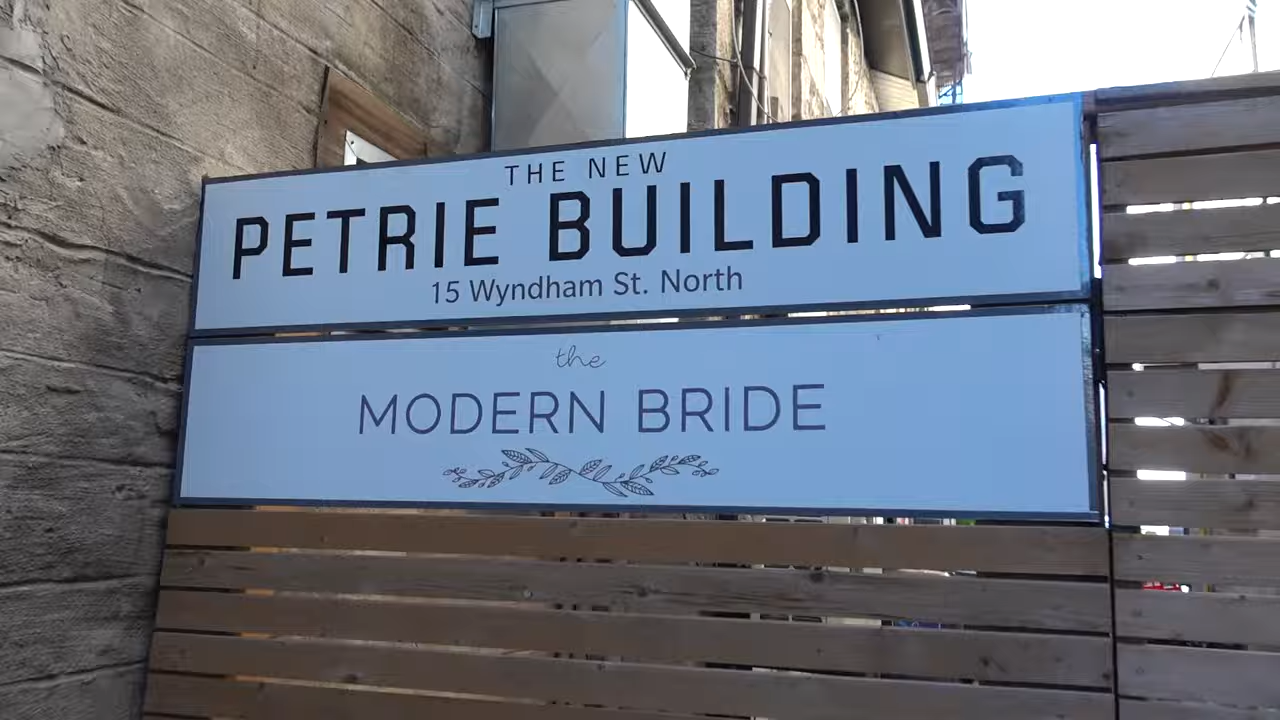 THE NEW
PETRIE BUILDING
15 Wyndham St. North
the
MODERN BRIDE